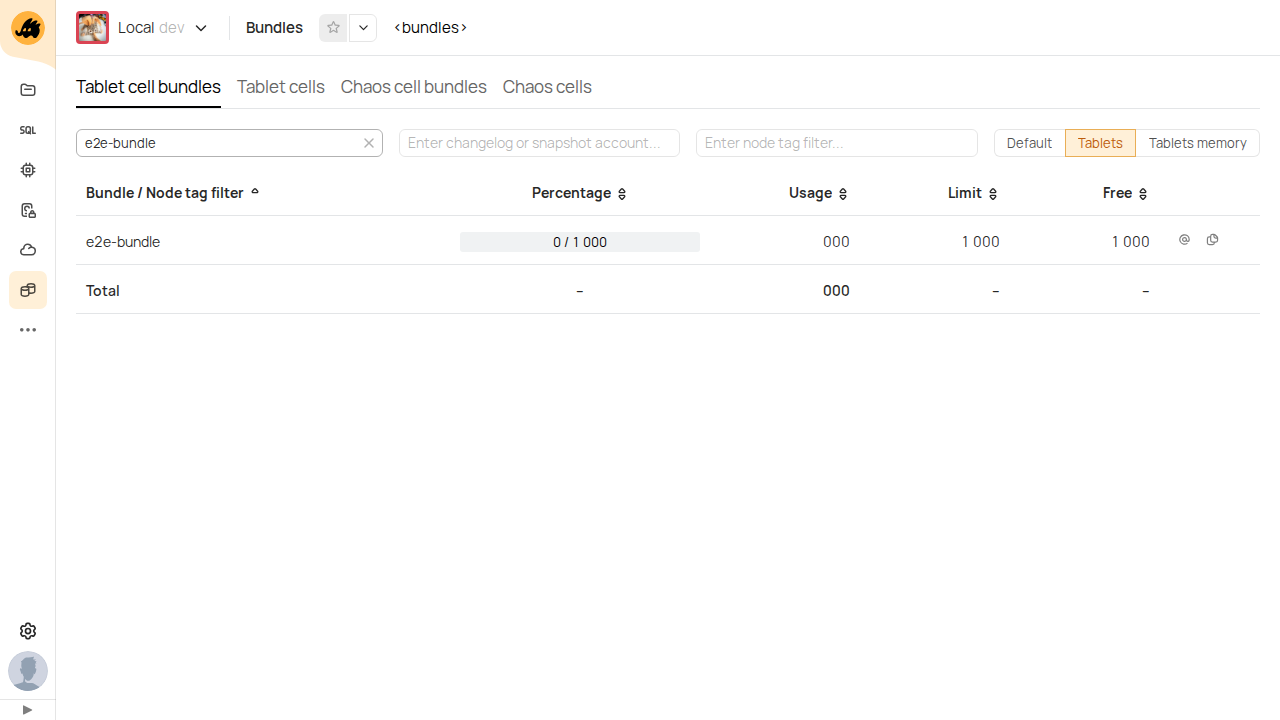 Local dev Bundles <bundles>
Tablet cell bundles Tablet cells Chaos cell bundles Chaos cells
SQL
e2e-bundle Enter changelog or snapshot account... Enter node tag filter... Default Tablets Tablets memory
Bundle / Node tag filter Percentage Usage Limit Free
e2e-bundle 0 / 1 000 000 1 000 1 000
Total – 000 – –